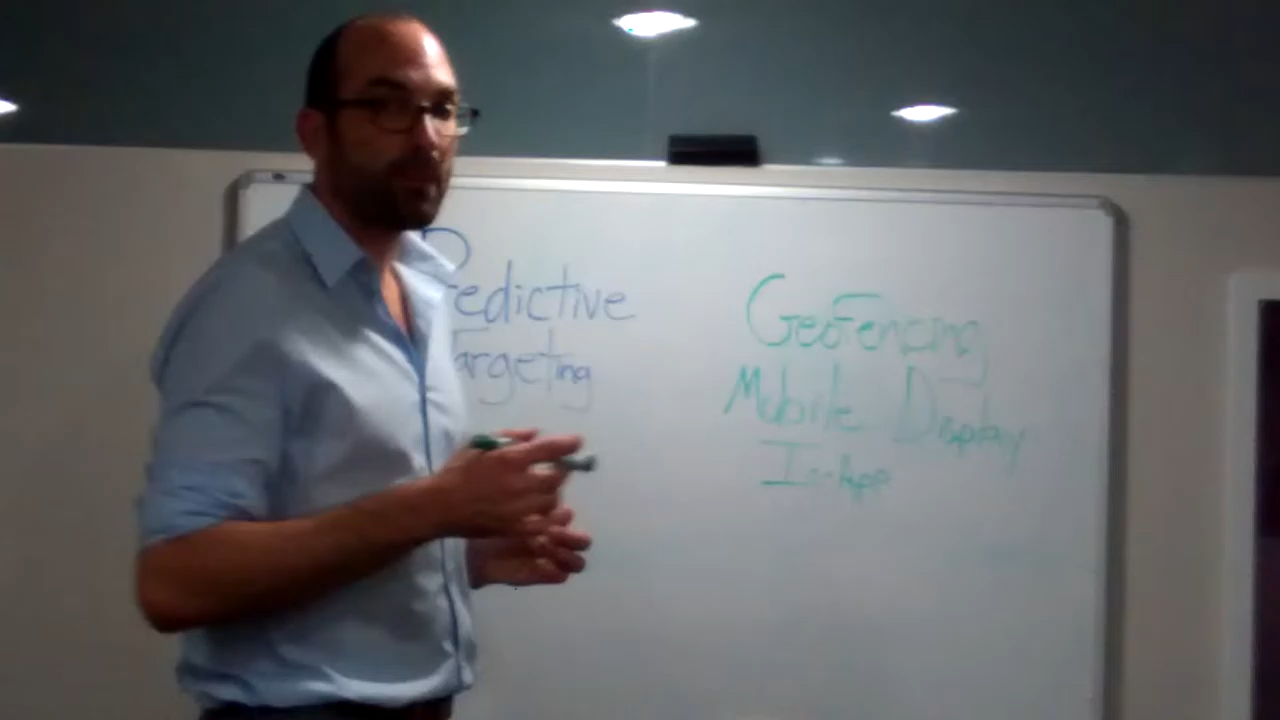 Predictive
Targeting
GeoFencing
Mobile Display
In-App